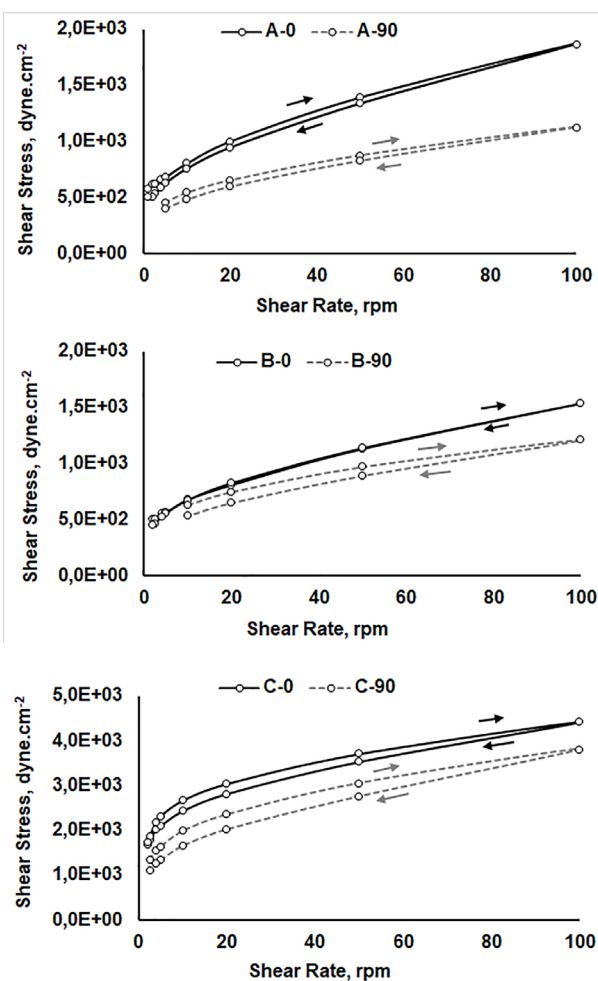 A-0 A-90
2,0E+03
1,5E+03
1,0E+03
5,0E+02
0,0E+00
0 20 40 60 80 100
Shear Stress, dyne.cm-2
Shear Rate, rpm
B-0 B-90
2,0E+03
1,5E+03
1,0E+03
5,0E+02
0,0E+00
0 20 40 60 80 100
Shear Stress, dyne.cm-2
Shear Rate, rpm
C-0 C-90
5,0E+03
4,0E+03
3,0E+03
2,0E+03
1,0E+03
0,0E+00
0 20 40 60 80 100
Shear Stress, dyne.cm-2
Shear Rate, rpm